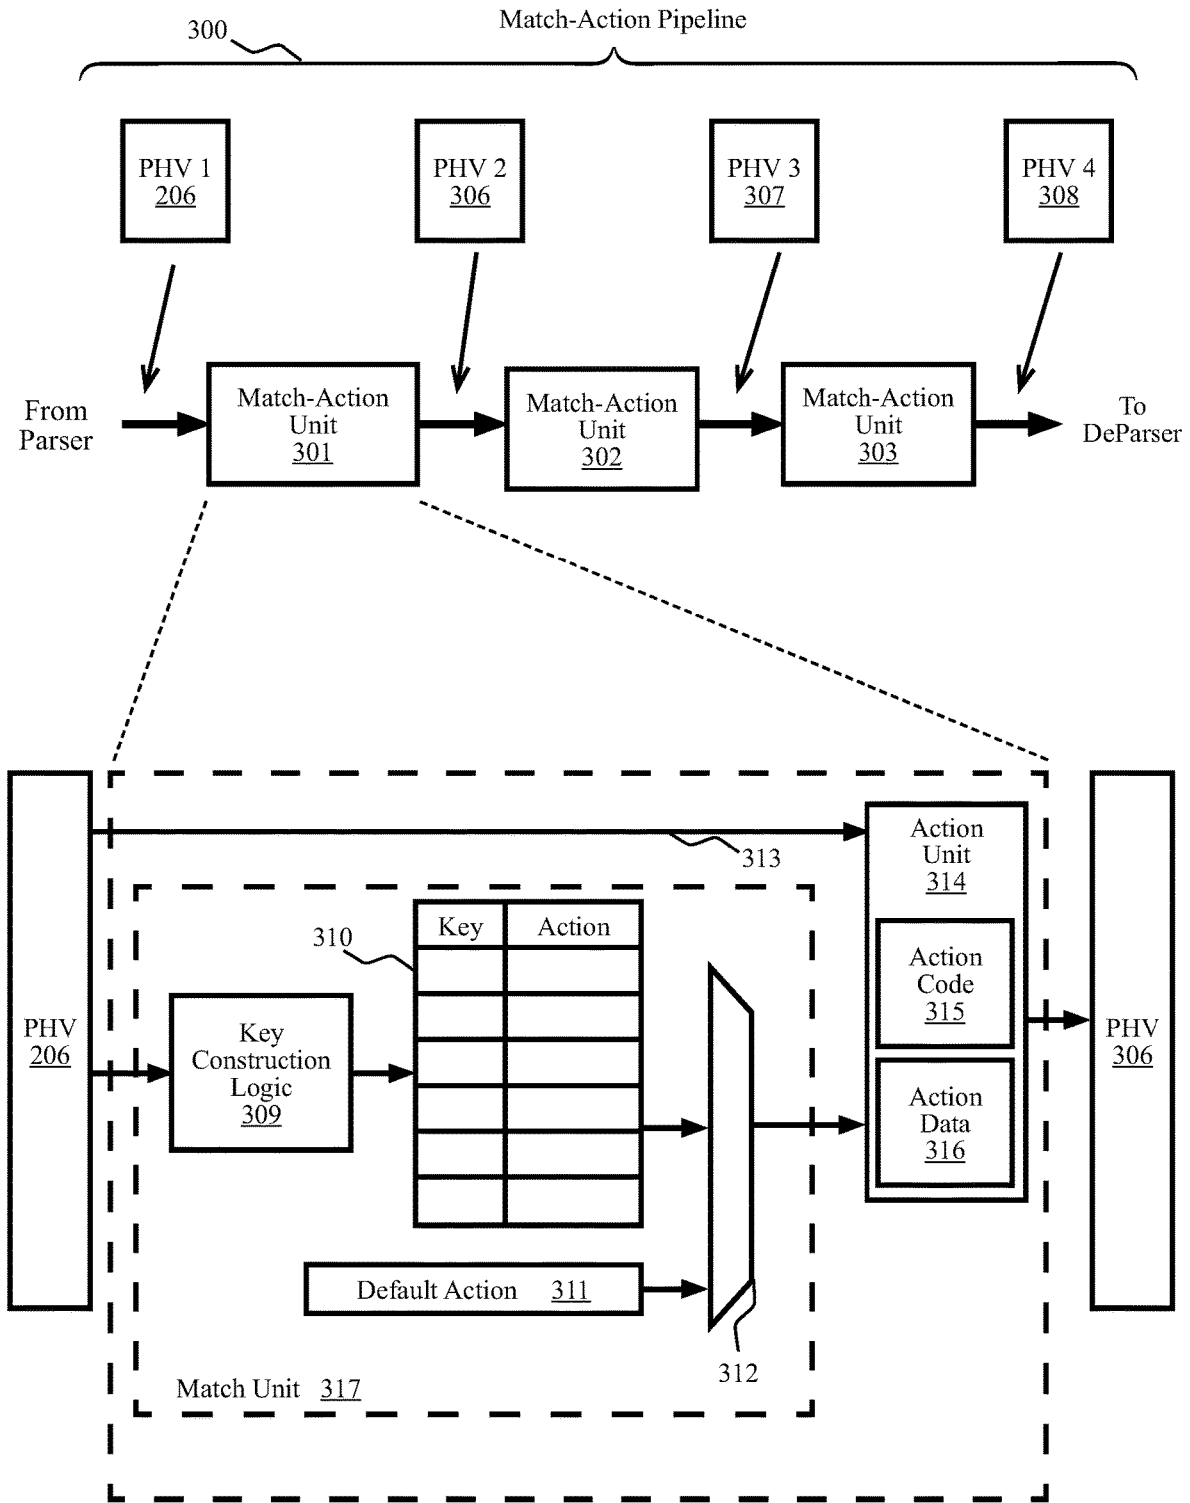 Match-Action Pipeline
300
PHV 1
206
PHV 2
306
PHV 3
307
PHV 4
308
From
Parser
Match-Action
Unit
301
Match-Action
Unit
302
Match-Action
Unit
303
To
DeParser
PHV
206
313
Action
Unit
314
Key
Action
310
Key
Construction
Logic
309
Action
Code
315
Action
Data
316
PHV
306
Default Action 311
312
Match Unit 317